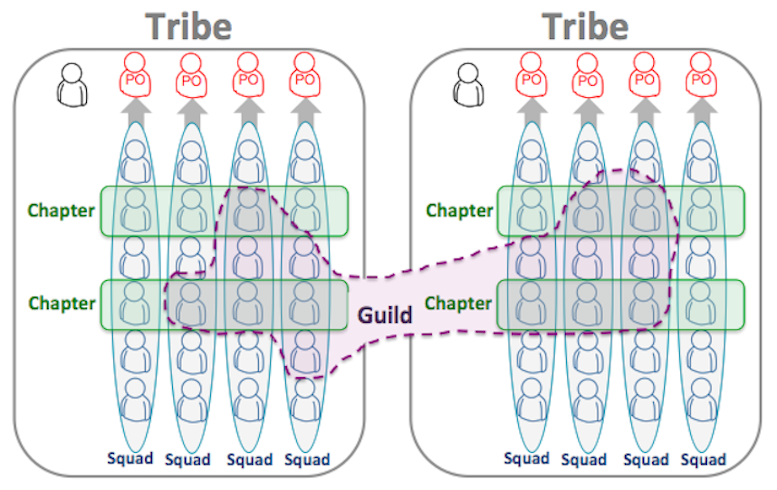 Tribe Tribe
PO PO PO PO PO PO PO PO
Chapter Chapter
Chapter Guild Chapter
Squad Squad Squad Squad Squad Squad Squad Squad